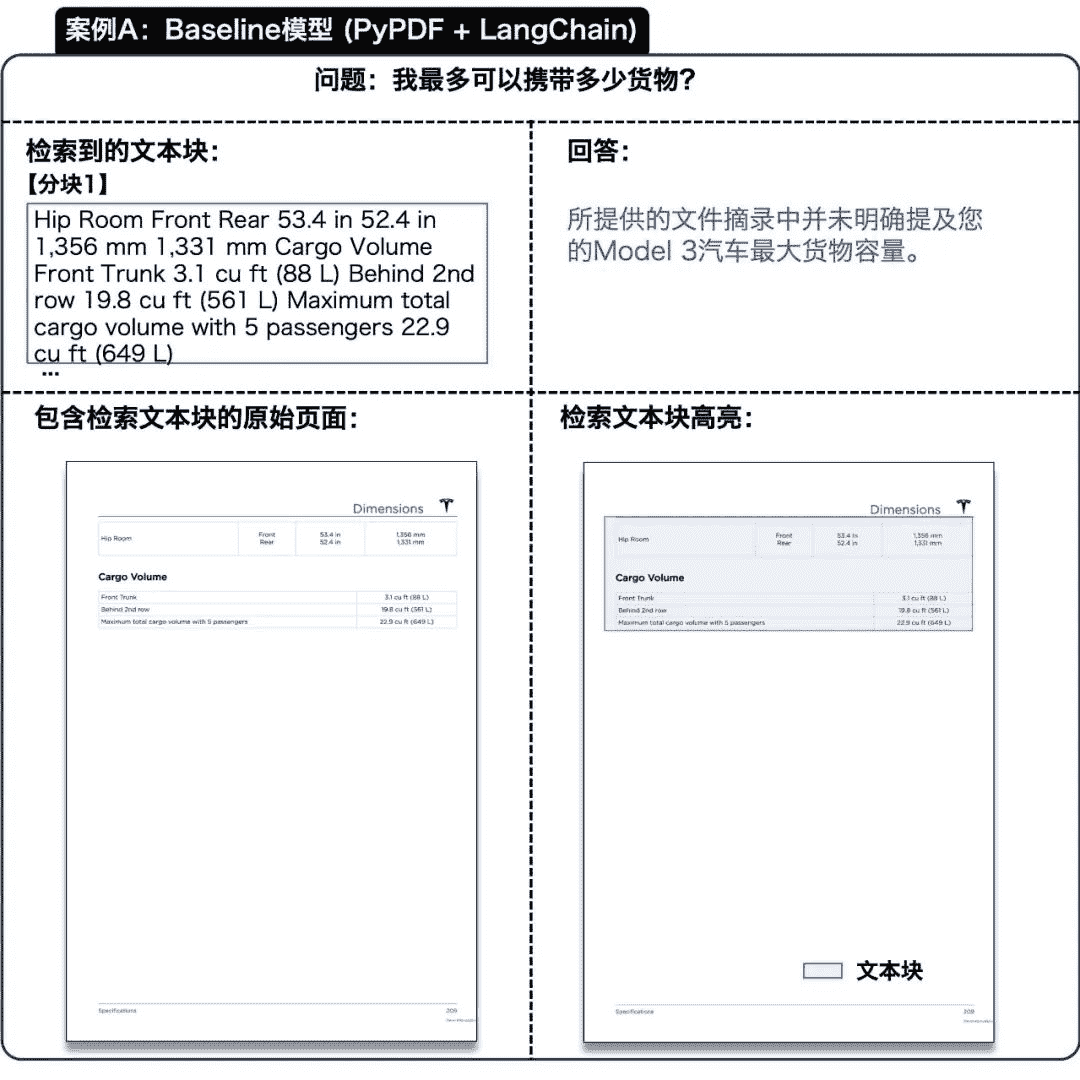 案例A：Baseline模型 (PyPDF + LangChain)
问题：我最多可以携带多少货物？
检索到的文本块：
【分块1】
Hip Room Front Rear 53.4 in 52.4 in
1,356 mm 1,331 mm Cargo Volume
Front Trunk 3.1 cu ft (88 L) Behind 2nd
row 19.8 cu ft (561 L) Maximum total
cargo volume with 5 passengers 22.9
cu ft (649 L)
...
回答：
所提供的文件摘录中并未明确提及您
的Model 3汽车最大货物容量。
包含检索文本块的原始页面：
Dimensions
Hip Room Front 53.4 in 1,356 mm
Rear 52.4 in 1,331 mm
Cargo Volume
Front Trunk 3.1 cu ft (88 L)
Behind 2nd row 19.8 cu ft (561 L)
Maximum total cargo volume with 5 passengers 22.9 cu ft (649 L)
Specifications 209
检索文本块高亮：
Dimensions
Hip Room Front 53.4 in 1,356 mm
Rear 52.4 in 1,331 mm
Cargo Volume
Front Trunk 3.1 cu ft (88 L)
Behind 2nd row 19.8 cu ft (561 L)
Maximum total cargo volume with 5 passengers 22.9 cu ft (649 L)
文本块
Specifications 209